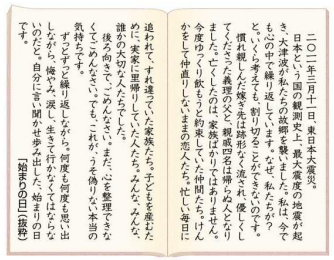 二〇一一年三月十一日、東日本大震災。
日本という国の観測史上、最大震度の地震が起
き、大津波が私たちの故郷を襲いました。私は、今で
も心の中で繰り返しています。なぜ、私たちが?
と。いくら考えても、割り切ることができないのです。
慣れ親しんだ嫁ぎ先は跡形なく流され、優しくし
てくださった義理の父と、親戚四名は帰らぬ人となり
ました。亡くしたのは、家族ばかりではありません。
今度ゆっくり飲もうと約束していた仲間たち。けん
かをして仲直りしないままの恋人たち。忙しい毎日に
追われて、すれ違っていた家族たち。子どもを産むた
めに、実家に里帰りしていた人たち。みんな、みんな、
誰かの大切な人たちでした。
後ろ向きで、ごめんなさい。まだ、心を整理できな
くてごめんなさい。でも、これが、うそ偽りない本当の
気持ちです。
ずっとずっと繰り返しながら、何度も何度も思い出
しながら、悔やみ、涙し、生きて行かなくてはならな
いのだと。自分に言い聞かせ歩み出した、始まりの日
です。
「始まりの日」(抜粋)